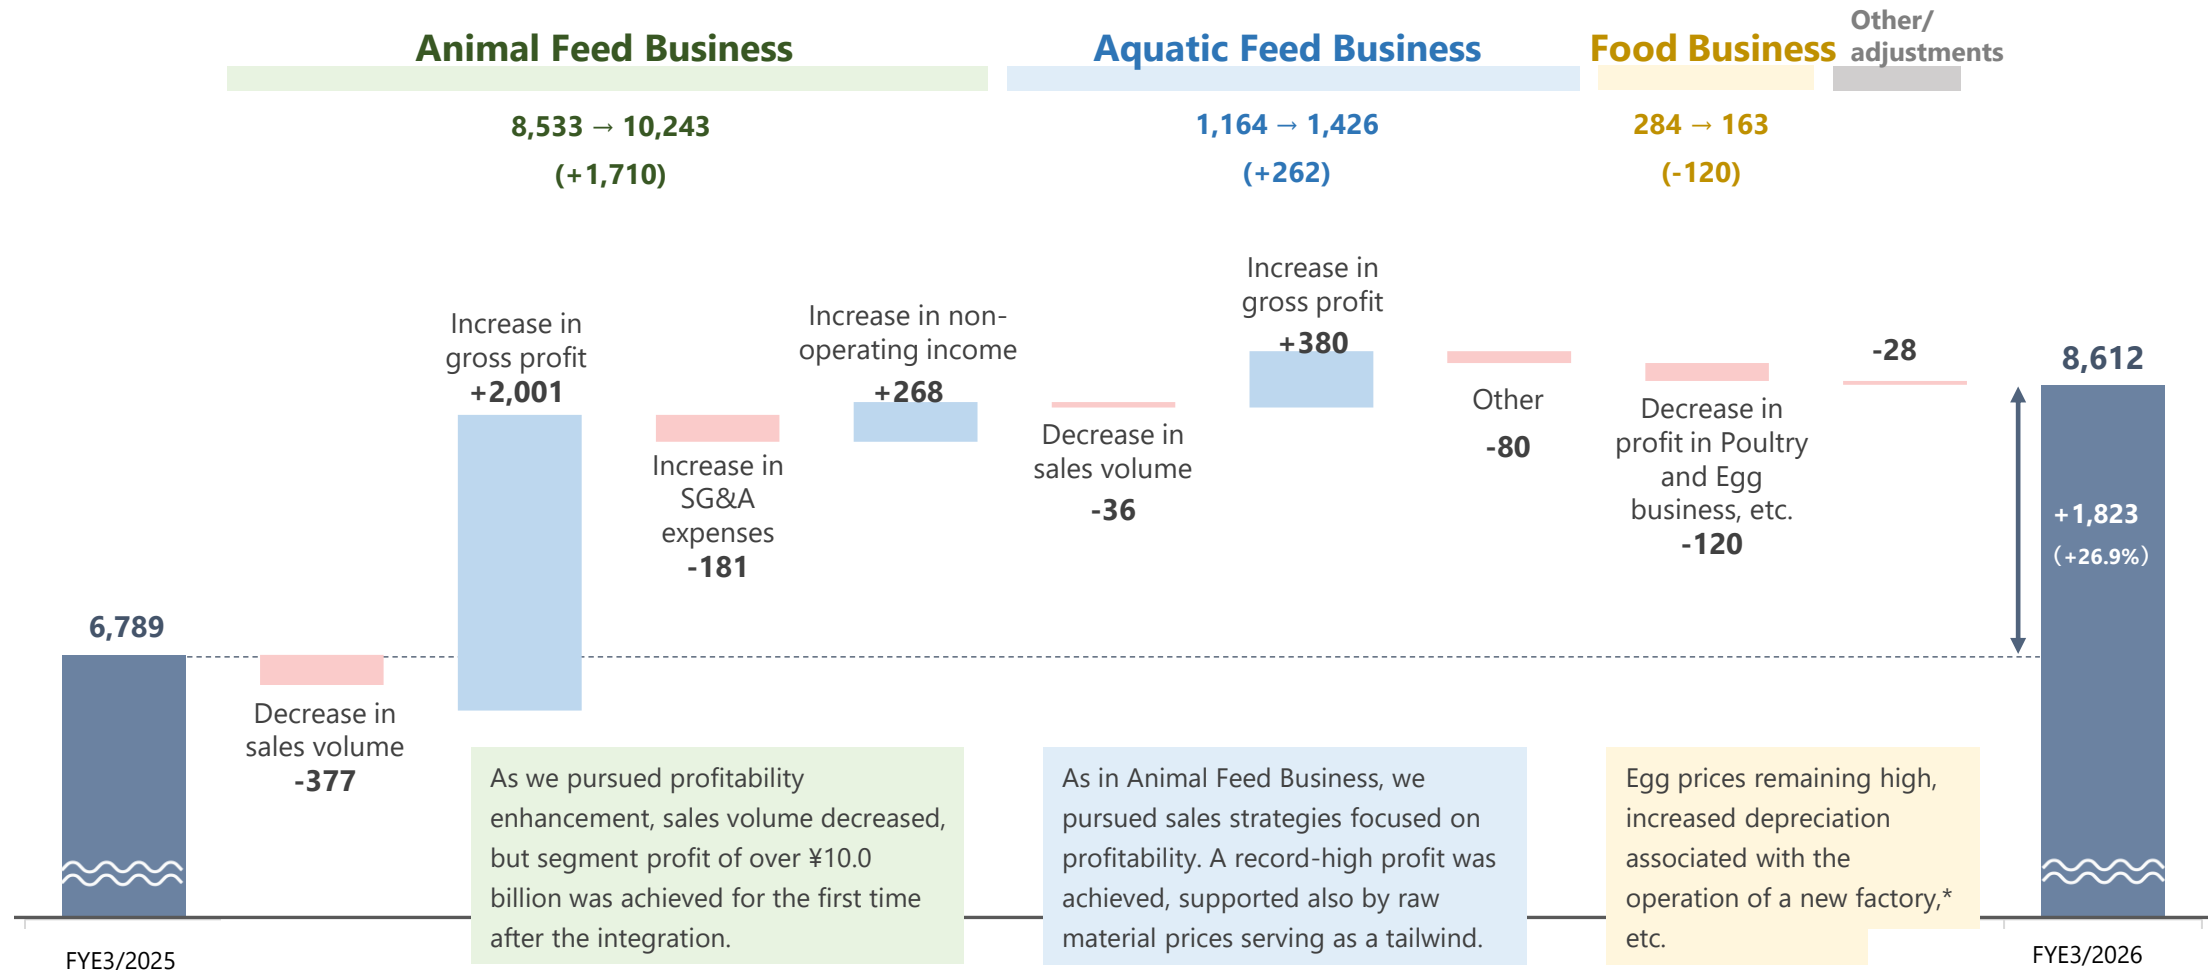 Animal Feed Business
8,533 → 10,243
(+1,710)
Aquatic Feed Business
1,164 → 1,426
(+262)
Food Business
284 → 163
(-120)
Other/
adjustments
6,789
Decrease in
sales volume
-377
Increase in
gross profit
+2,001
Increase in
SG&A
expenses
-181
Increase in non-
operating income
+268
Decrease in
sales volume
-36
Increase in
gross profit
+380
Other
-80
Decrease in
profit in Poultry
and Egg
business, etc.
-120
-28
8,612
+1,823
(+26.9%)
As we pursued profitability
enhancement, sales volume decreased,
but segment profit of over ¥10.0
billion was achieved for the first time
after the integration.
As in Animal Feed Business, we
pursued sales strategies focused on
profitability. A record-high profit was
achieved, supported also by raw
material prices serving as a tailwind.
Egg prices remaining high,
increased depreciation
associated with the
operation of a new factory,*
etc.
FYE3/2025
FYE3/2026